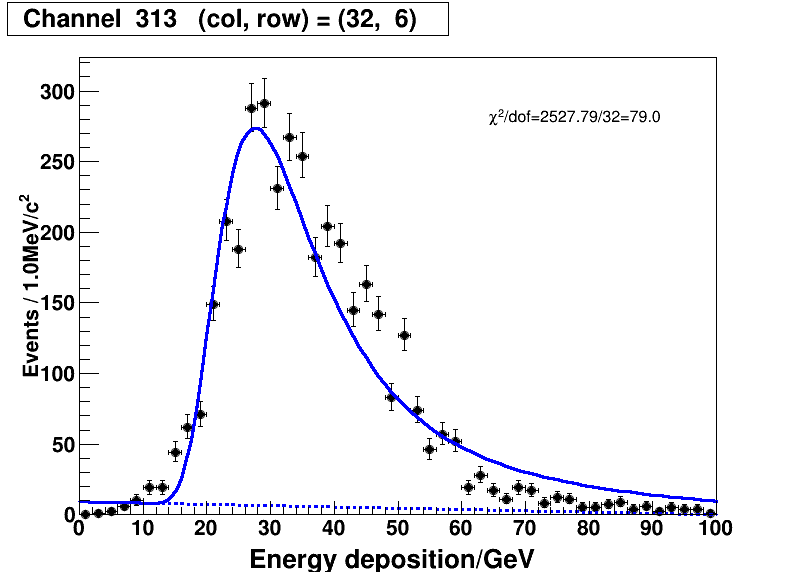 Channel 313 (col, row) = (32, 6)
χ²/dof=2527.79/32=79.0
Events / 1.0MeV/c²
300
250
200
150
100
50
0
0 10 20 30 40 50 60 70 80 90 100
Energy deposition/GeV